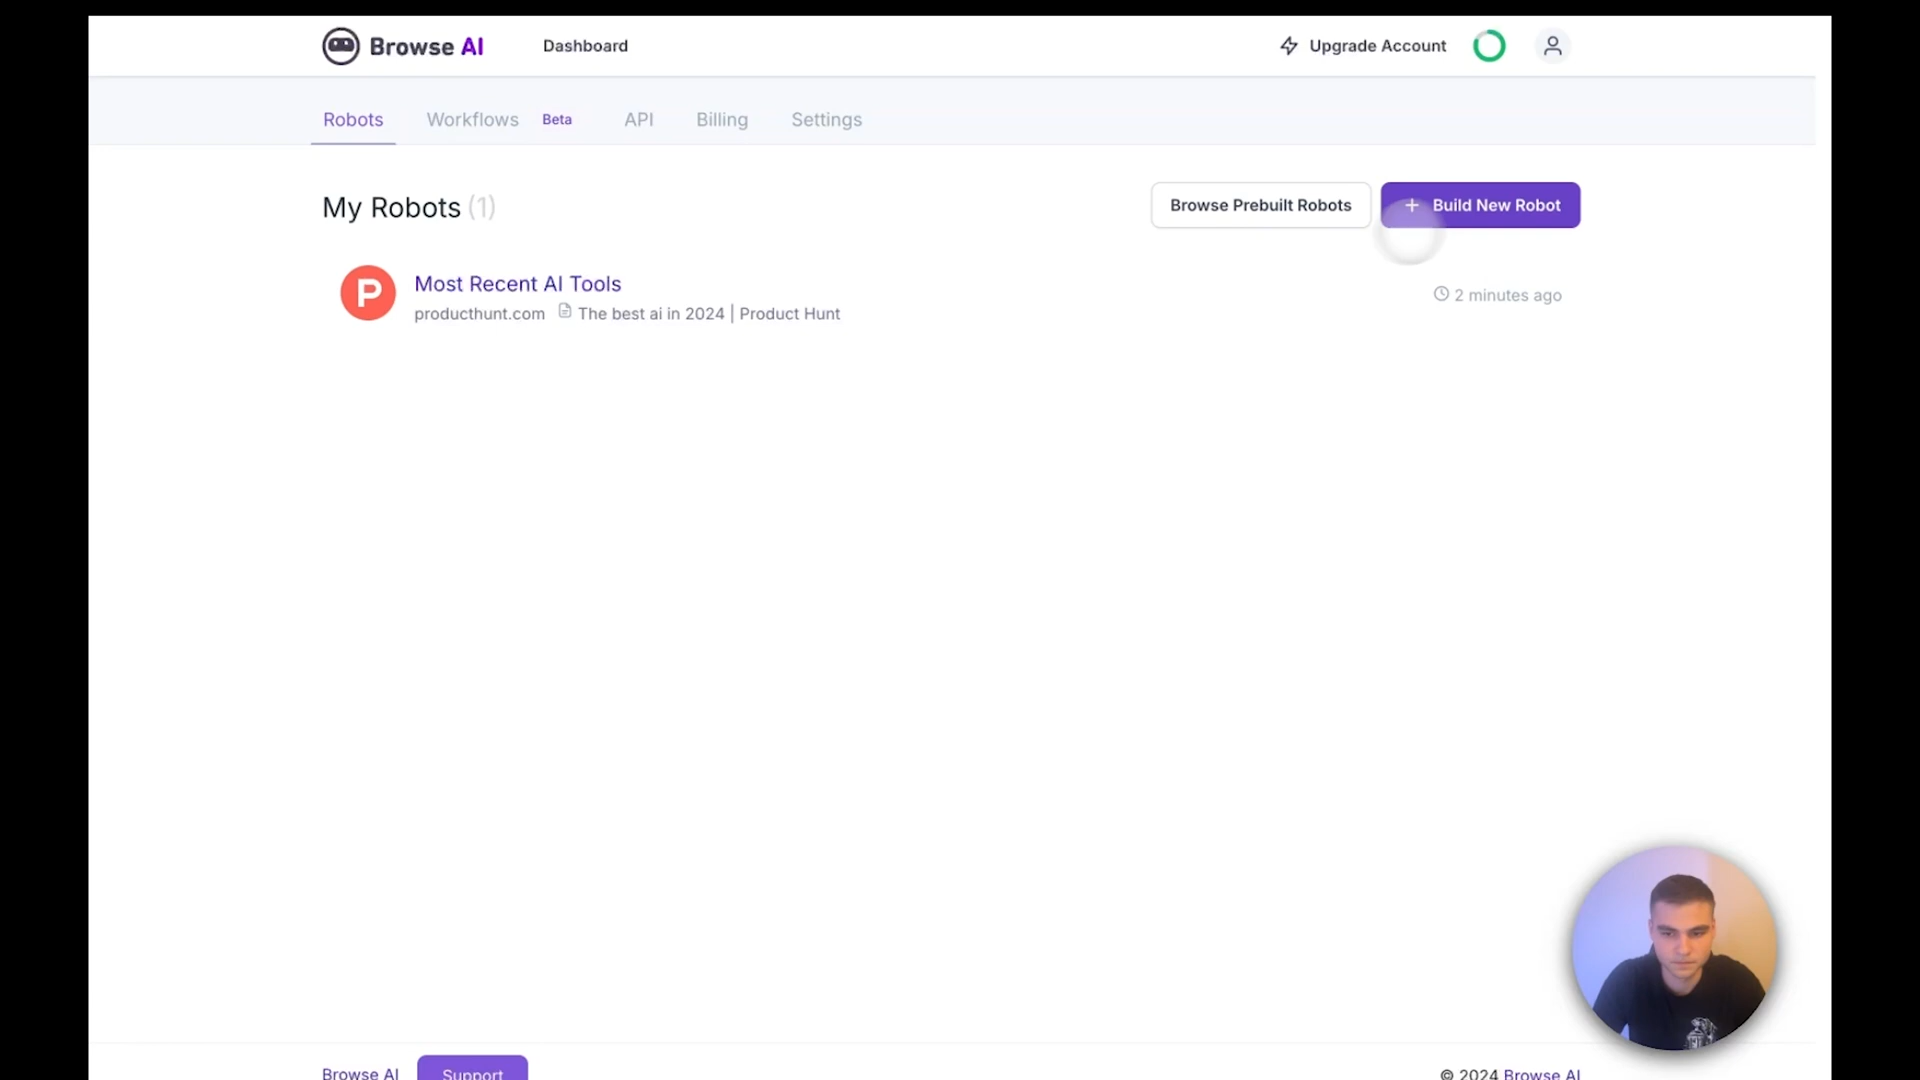 Browse AI
Dashboard
Upgrade Account
Robots
Workflows
Beta
API
Billing
Settings
My Robots (1)
Browse Prebuilt Robots
+ Build New Robot
P
Most Recent AI Tools
producthunt.com
The best ai in 2024 | Product Hunt
2 minutes ago
Browse AI
Support
© 2024 Browse AI